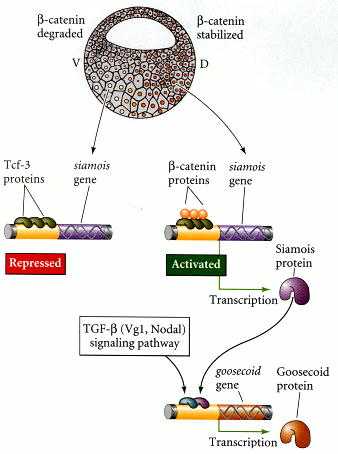 β-catenin
degraded
β-catenin
stabilized
V
D
Tcf-3
proteins
siamois
gene
β-catenin
proteins
siamois
gene
Repressed
Activated
Siamois
protein
Transcription
TGF-β (Vg1, Nodal)
signaling pathway
goosecoid
gene
Goosecoid
protein
Transcription